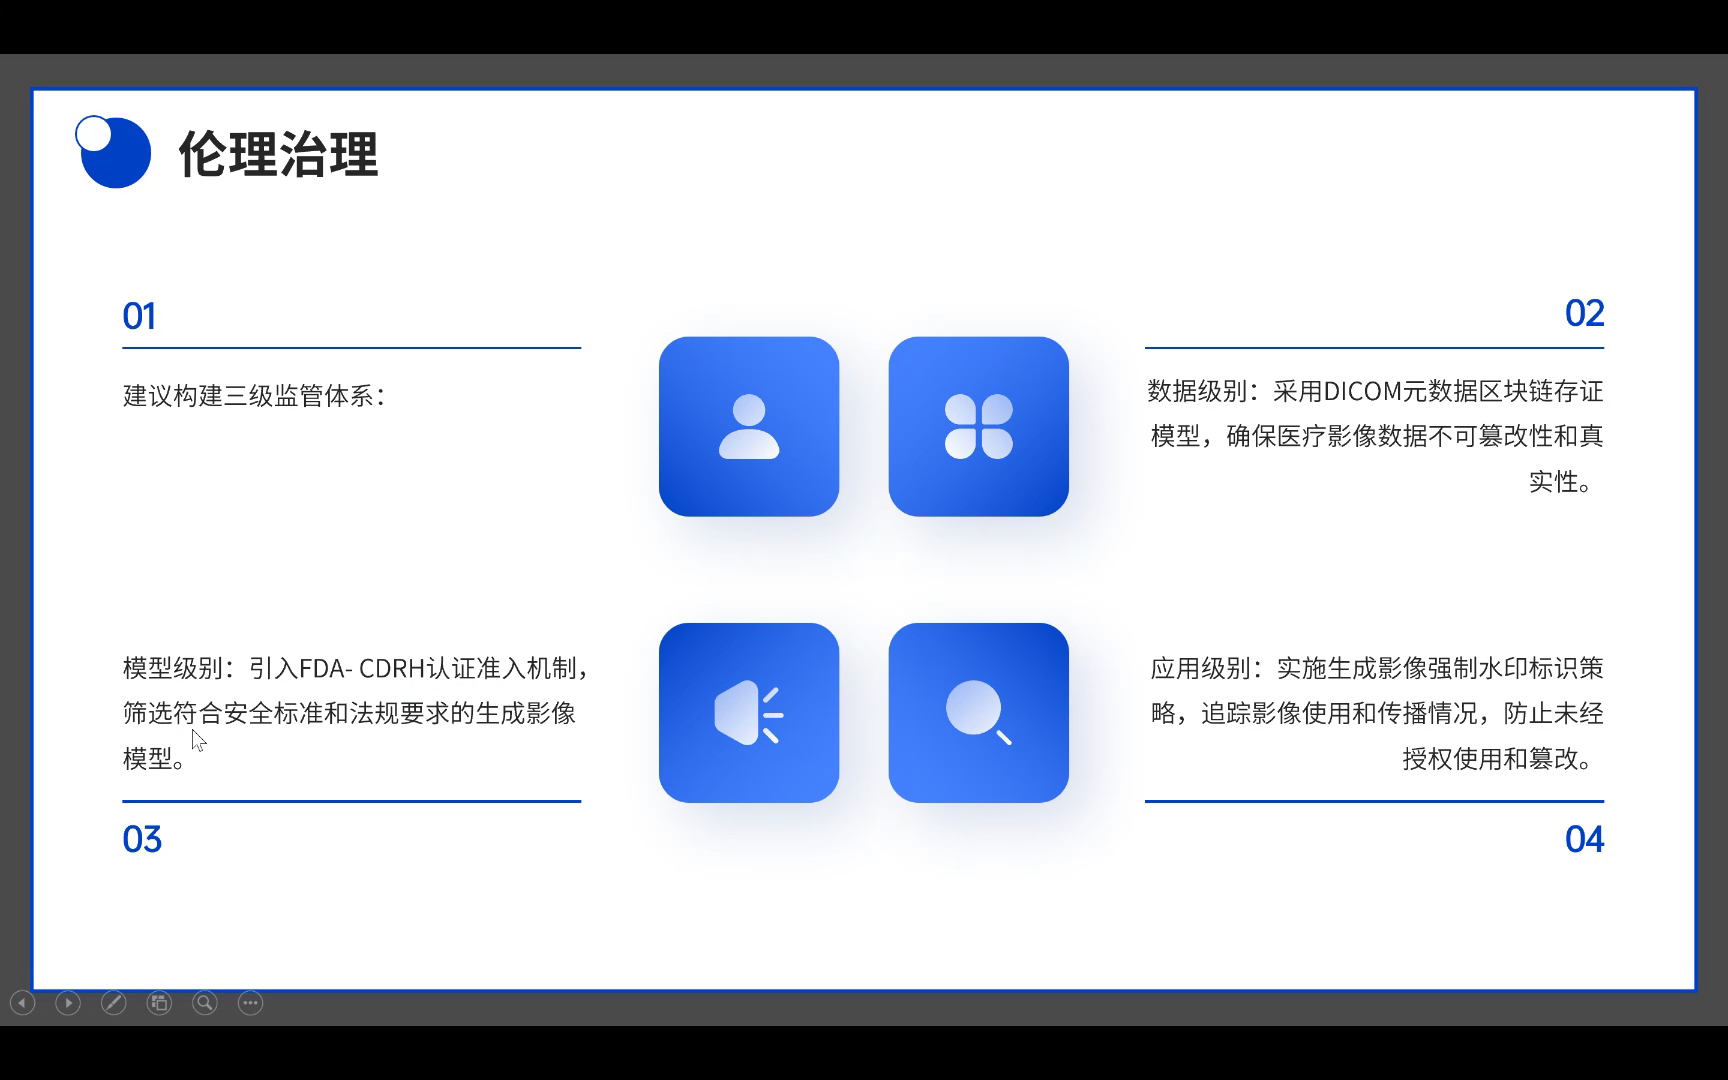 伦理治理
01
建议构建三级监管体系：
02
数据级别：采用DICOM元数据区块链存证
模型，确保医疗影像数据不可篡改性和真
实性。
模型级别：引入FDA- CDRH认证准入机制，
筛选符合安全标准和法规要求的生成影像
模型。
03
应用级别：实施生成影像强制水印标识策
略，追踪影像使用和传播情况，防止未经
授权使用和篡改。
04